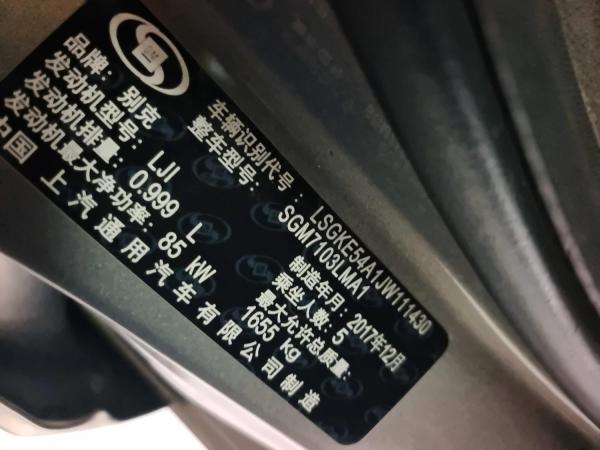 品牌：别克
车辆识别代号：LSGKE54A1JW111430
发动机型号：LJI
整车型号：SGM7103LMA1
发动机排量：0.999 L
制造年月：2017年12月
发动机最大净功率：85 kW
乘坐人数：5
最大允许总质量：1655 kg
中国 上汽通用汽车有限公司制造